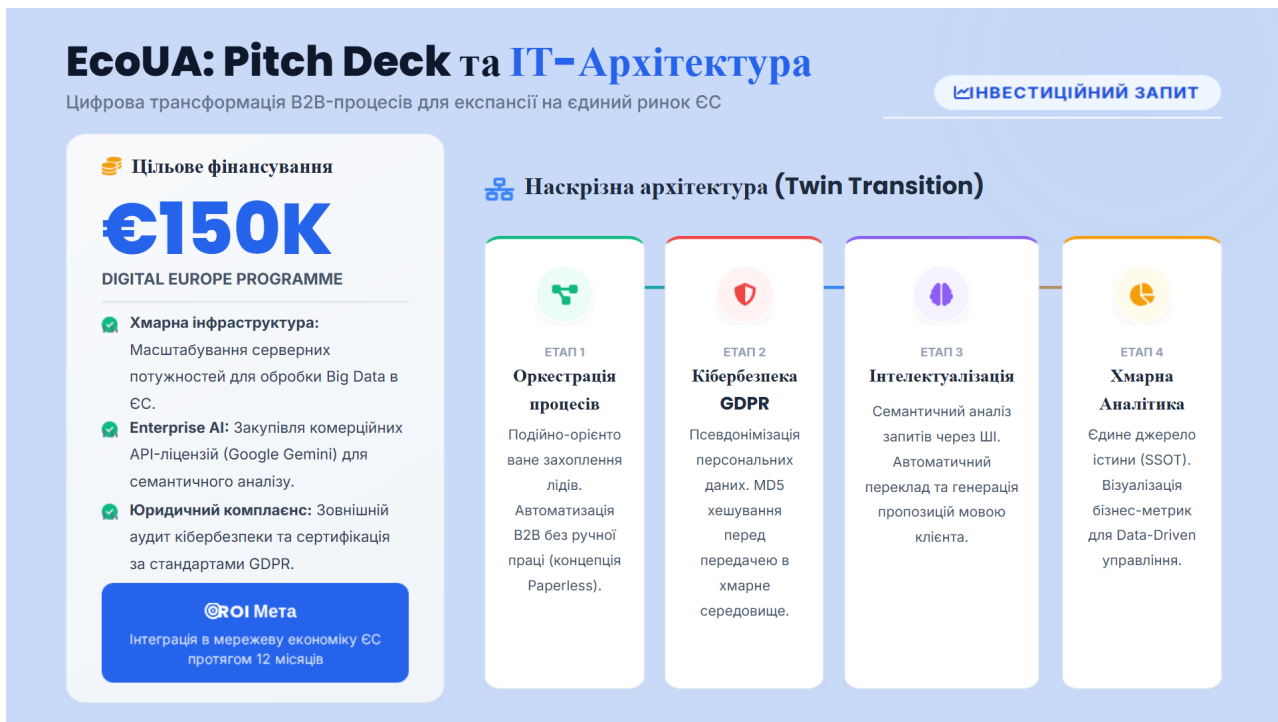 EcoUA: Pitch Deck та ІТ-Архітектура
Цифрова трансформація B2B-процесів для експансії на єдиний ринок ЄС
ІНВЕСТИЦІЙНИЙ ЗАПИТ
Цільове фінансування
€150K
DIGITAL EUROPE PROGRAMME
Хмарна інфраструктура:
Масштабування серверних
потужностей для обробки Big Data в
ЄС.
Enterprise AI: Закупівля комерційних
API-ліцензій (Google Gemini) для
семантичного аналізу.
Юридичний комплаєнс: Зовнішній
аудит кібербезпеки та сертифікація
за стандартами GDPR.
ROI Мета
Інтеграція в мережеву економіку ЄС
протягом 12 місяців
Наскрізна архітектура (Twin Transition)
ЕТАП 1
Оркестрація
процесів
Подійно-орієнто
ване захоплення
лідів.
Автоматизація
B2B без ручної
праці (концепція
Paperless).
ЕТАП 2
Кібербезпека
GDPR
Псевдонімізація
персональних
даних. MD5
хешування
перед
передачею в
хмарне
середовище.
ЕТАП 3
Інтелектуалізація
Семантичний аналіз
запитів через ШІ.
Автоматичний
переклад та генерація
пропозицій мовою
клієнта.
ЕТАП 4
Хмарна
Аналітика
Єдине джерело
істини (SSOT).
Візуалізація
бізнес-метрик
для Data-Driven
управління.